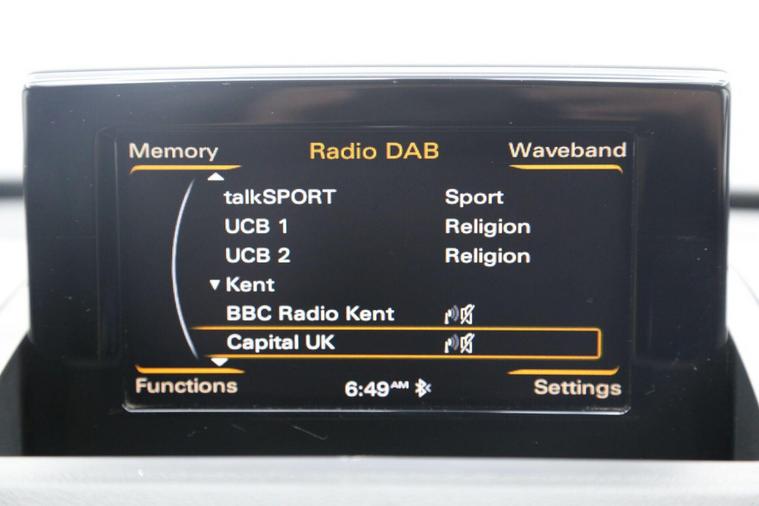 Memory Radio DAB Waveband
talkSPORT Sport
UCB 1 Religion
UCB 2 Religion
▼ Kent
BBC Radio Kent
Capital UK
Functions 6:49AM Settings